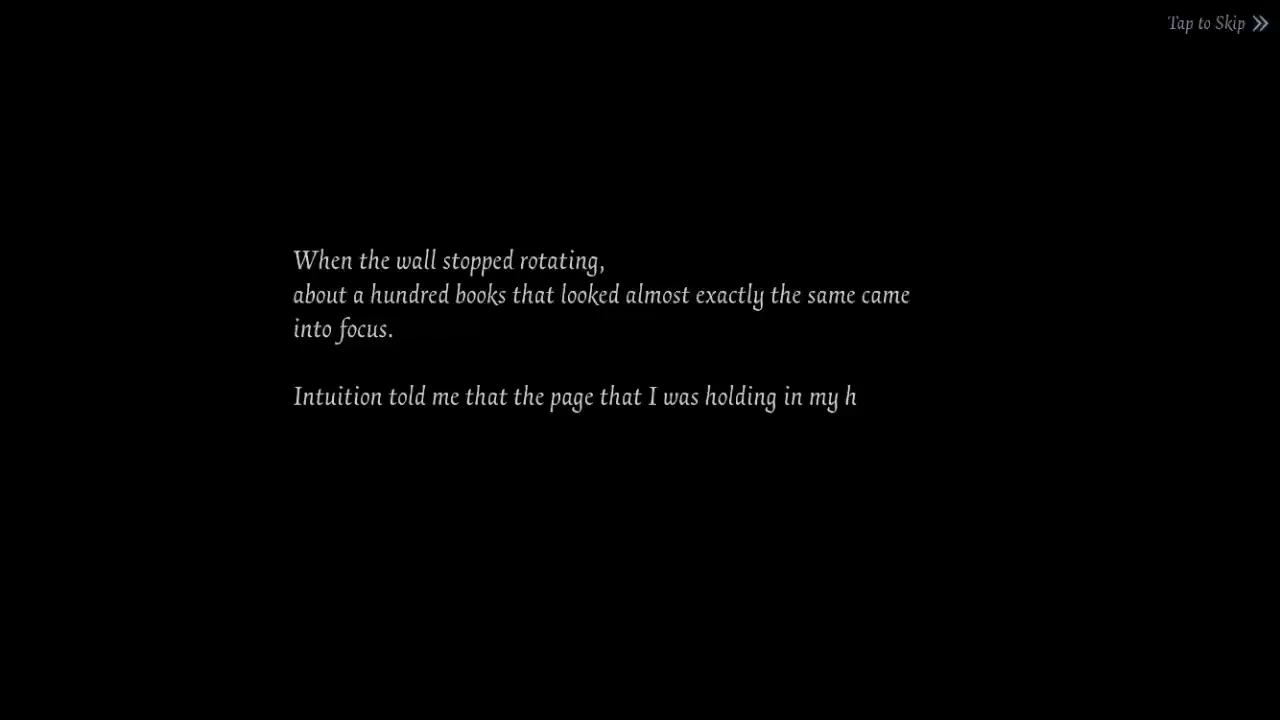 Tap to Skip
When the wall stopped rotating,
about a hundred books that looked almost exactly the same came
into focus.
Intuition told me that the page that I was holding in my h